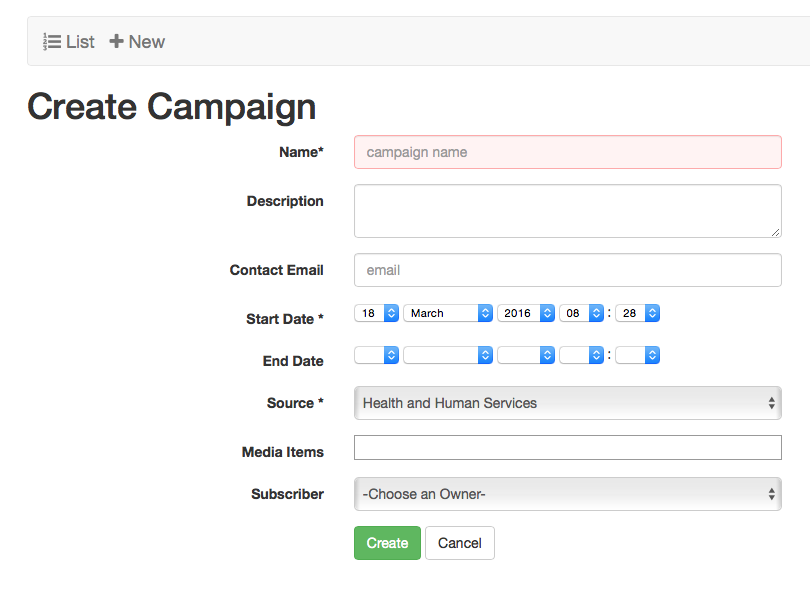 List New
Create Campaign
Name* campaign name
Description
Contact Email email
Start Date * 18 March 2016 08 : 28
End Date :
Source * Health and Human Services
Media Items
Subscriber -Choose an Owner-
Create Cancel